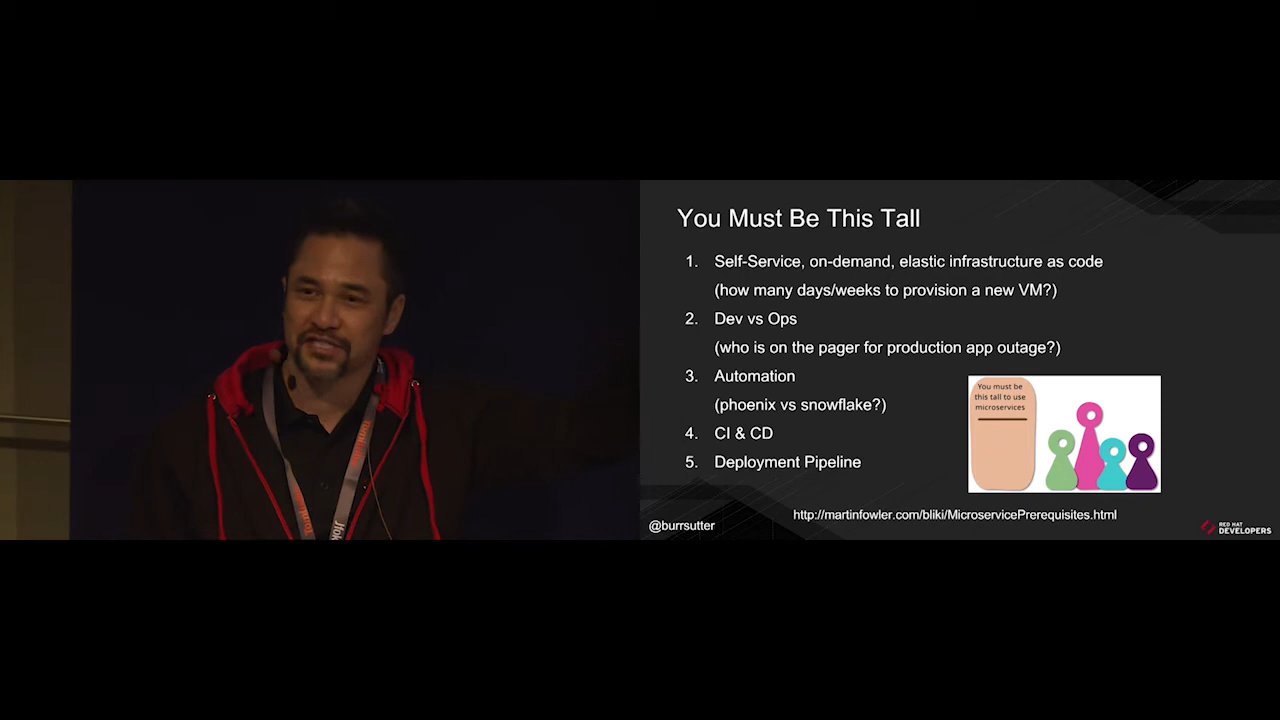 You Must Be This Tall
1. Self-Service, on-demand, elastic infrastructure as code
(how many days/weeks to provision a new VM?)
2. Dev vs Ops
(who is on the pager for production app outage?)
3. Automation
(phoenix vs snowflake?)
4. CI & CD
5. Deployment Pipeline
You must be
this tall to use
microservices
http://martinfowler.com/bliki/MicroservicePrerequisites.html
@burrsutter
RED HAT
DEVELOPERS